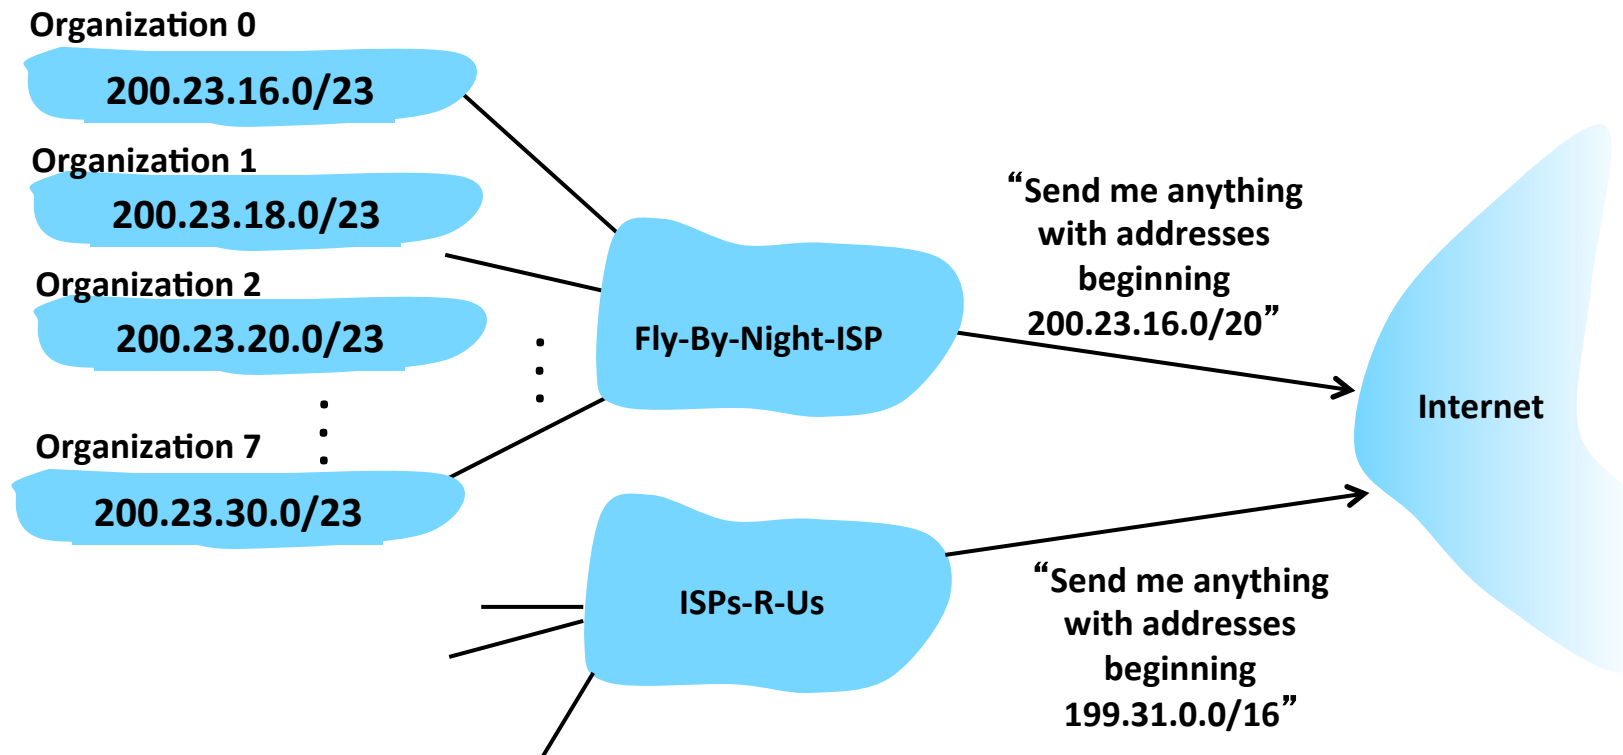 Organization 0
200.23.16.0/23
Organization 1
200.23.18.0/23
Organization 2
200.23.20.0/23
Organization 7
200.23.30.0/23
Fly-By-Night-ISP
ISPs-R-Us
“Send me anything
with addresses
beginning
200.23.16.0/20”
“Send me anything
with addresses
beginning
199.31.0.0/16”
Internet